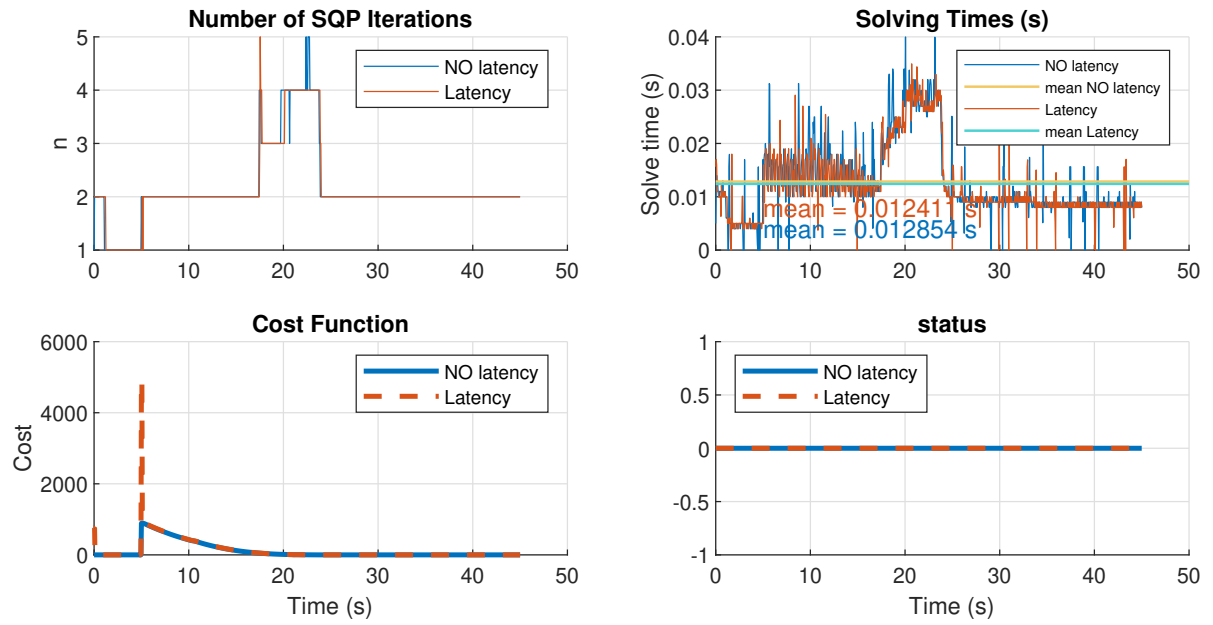 Number of SQP Iterations
n
5
4
3
2
1
0 10 20 30 40 50
NO latency
Latency
Solving Times (s)
Solve time (s)
0.04
0.03
0.02
0.01
0
0 10 20 30 40 50
NO latency
mean NO latency
Latency
mean Latency
mean = 0.012417 s
mean = 0.012854 s
Cost Function
Cost
6000
4000
2000
0
0 10 20 30 40 50
Time (s)
NO latency
Latency
status
1
0.5
0
-0.5
-1
0 10 20 30 40 50
Time (s)
NO latency
Latency